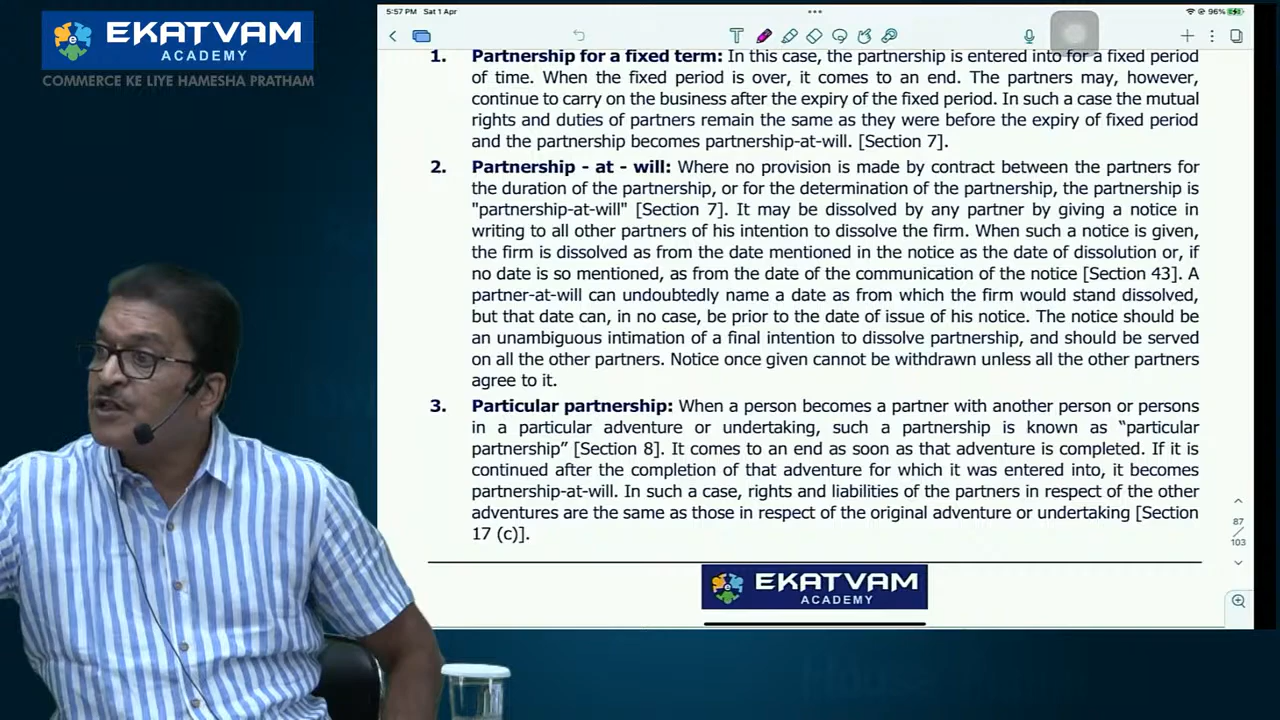 EKATVAM
ACADEMY
COMMERCE KE LIYE HAMESHA PRATHAM
5:57 PM Sat 1 Apr
96%
1. Partnership for a fixed term: In this case, the partnership is entered into for a fixed period
of time. When the fixed period is over, it comes to an end. The partners may, however,
continue to carry on the business after the expiry of the fixed period. In such a case the mutual
rights and duties of partners remain the same as they were before the expiry of fixed period
and the partnership becomes partnership-at-will. [Section 7].
2. Partnership - at - will: Where no provision is made by contract between the partners for
the duration of the partnership, or for the determination of the partnership, the partnership is
"partnership-at-will" [Section 7]. It may be dissolved by any partner by giving a notice in
writing to all other partners of his intention to dissolve the firm. When such a notice is given,
the firm is dissolved as from the date mentioned in the notice as the date of dissolution or, if
no date is so mentioned, as from the date of the communication of the notice [Section 43]. A
partner-at-will can undoubtedly name a date as from which the firm would stand dissolved,
but that date can, in no case, be prior to the date of issue of his notice. The notice should be
an unambiguous intimation of a final intention to dissolve partnership, and should be served
on all the other partners. Notice once given cannot be withdrawn unless all the other partners
agree to it.
3. Particular partnership: When a person becomes a partner with another person or persons
in a particular adventure or undertaking, such a partnership is known as “particular
partnership” [Section 8]. It comes to an end as soon as that adventure is completed. If it is
continued after the completion of that adventure for which it was entered into, it becomes
partnership-at-will. In such a case, rights and liabilities of the partners in respect of the other
adventures are the same as those in respect of the original adventure or undertaking [Section
17 (c)].
87
103
EKATVAM
ACADEMY